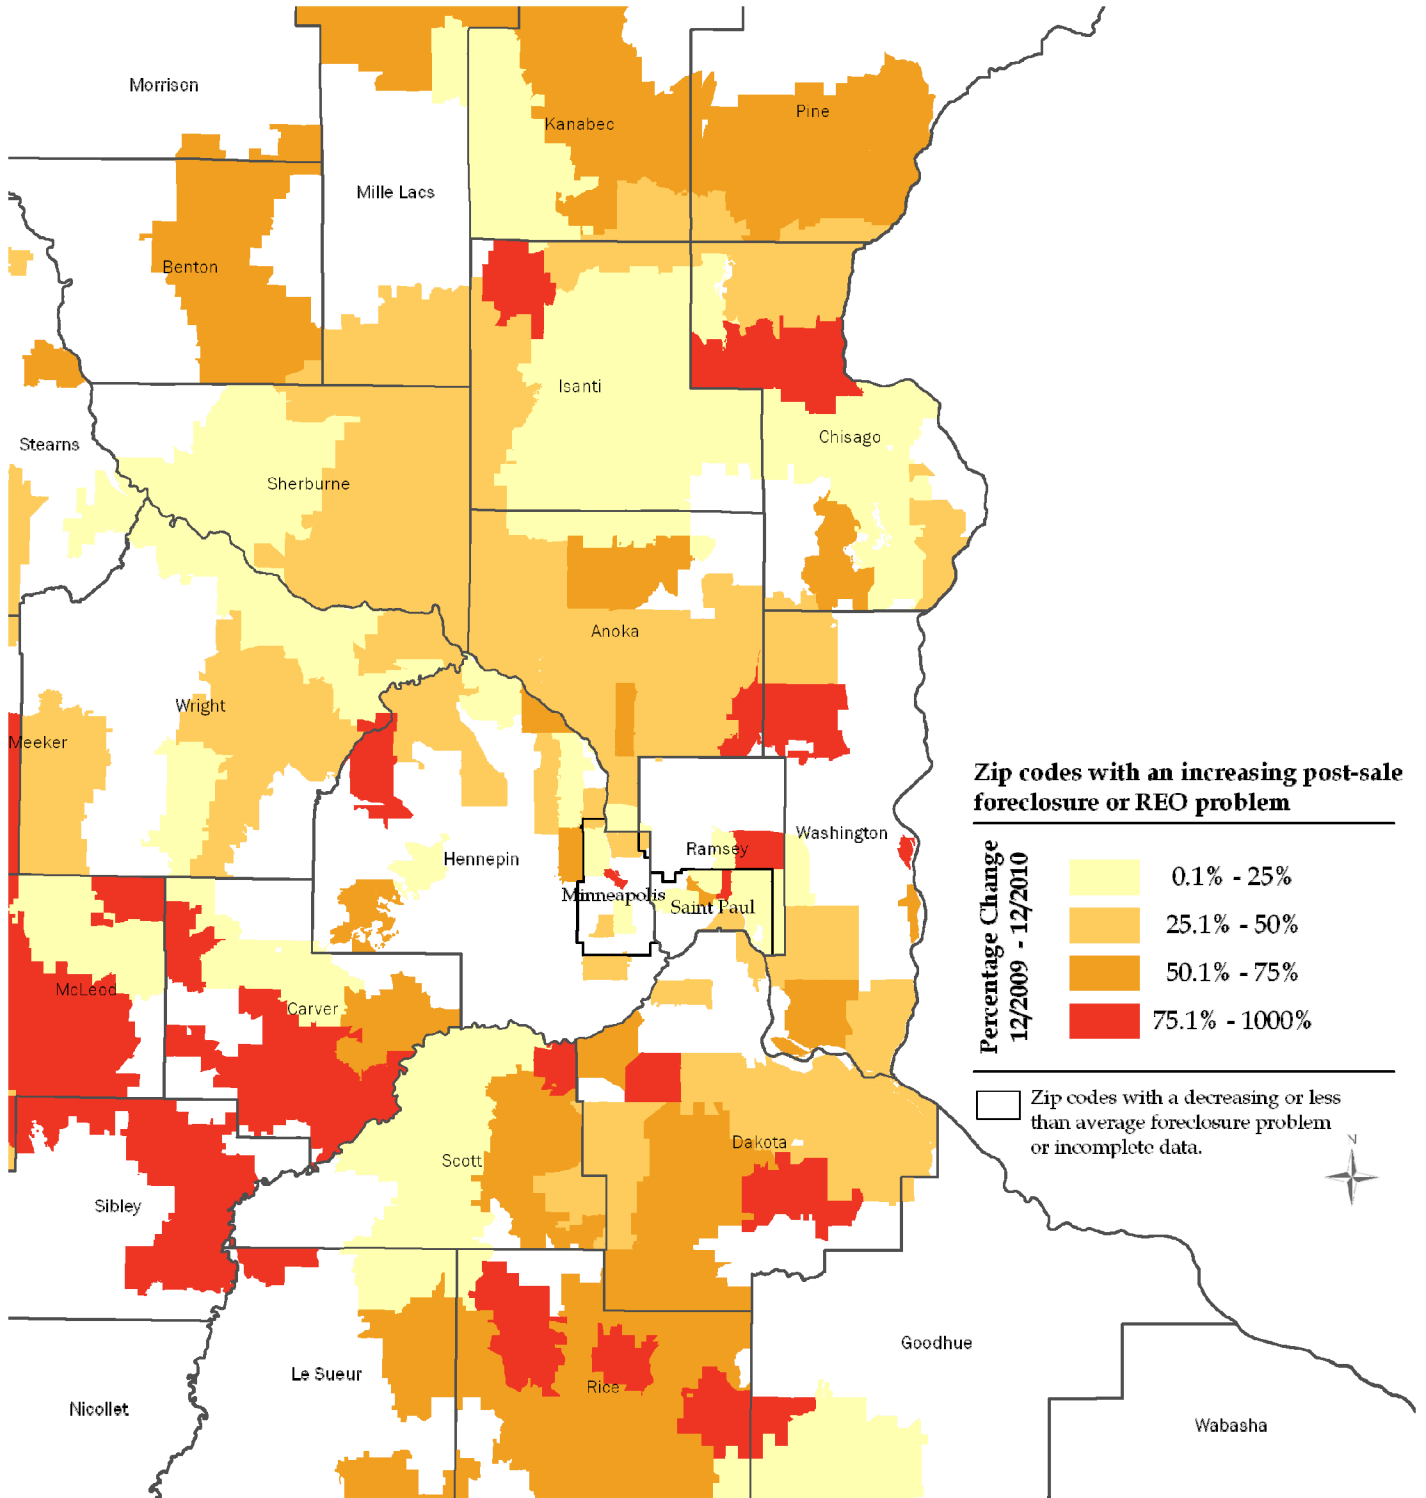 Morrison
Kanabec
Pine
Mille Lacs
Benton
Isanti
Chisago
Stearns
Sherburne
Anoka
Wright
Meeker
Zip codes with an increasing post-sale
foreclosure or REO problem
Percentage Change
12/2009 - 12/2010
0.1% - 25%
25.1% - 50%
50.1% - 75%
75.1% - 1000%
Zip codes with a decreasing or less
than average foreclosure problem
or incomplete data.
N
Washington
Ramsey
Hennepin
Minneapolis
Saint Paul
McLeod
Carver
Dakota
Scott
Sibley
Goodhue
Le Sueur
Rice
Nicollet
Wabasha